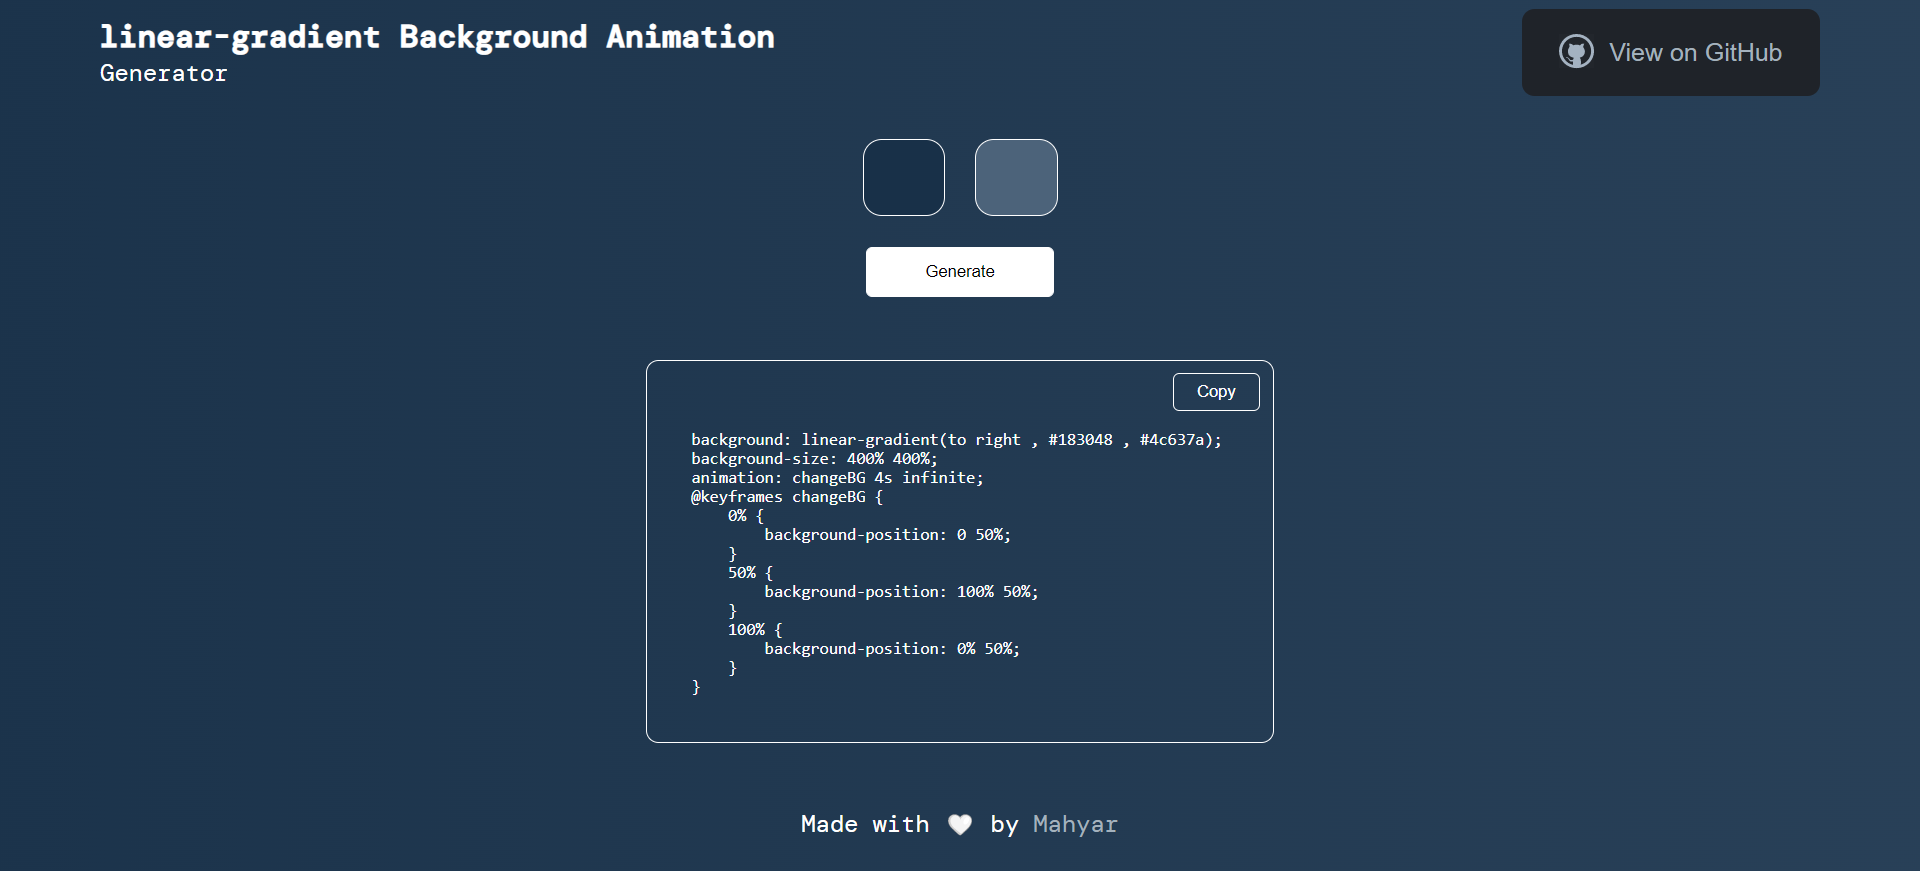 linear-gradient Background Animation
Generator
View on GitHub
Generate
Copy
background: linear-gradient(to right , #183048 , #4c637a);
background-size: 400% 400%;
animation: changeBG 4s infinite;
@keyframes changeBG {
    0% {
        background-position: 0 50%;
    }
    50% {
        background-position: 100% 50%;
    }
    100% {
        background-position: 0% 50%;
    }
}
Made with 🤍 by Mahyar